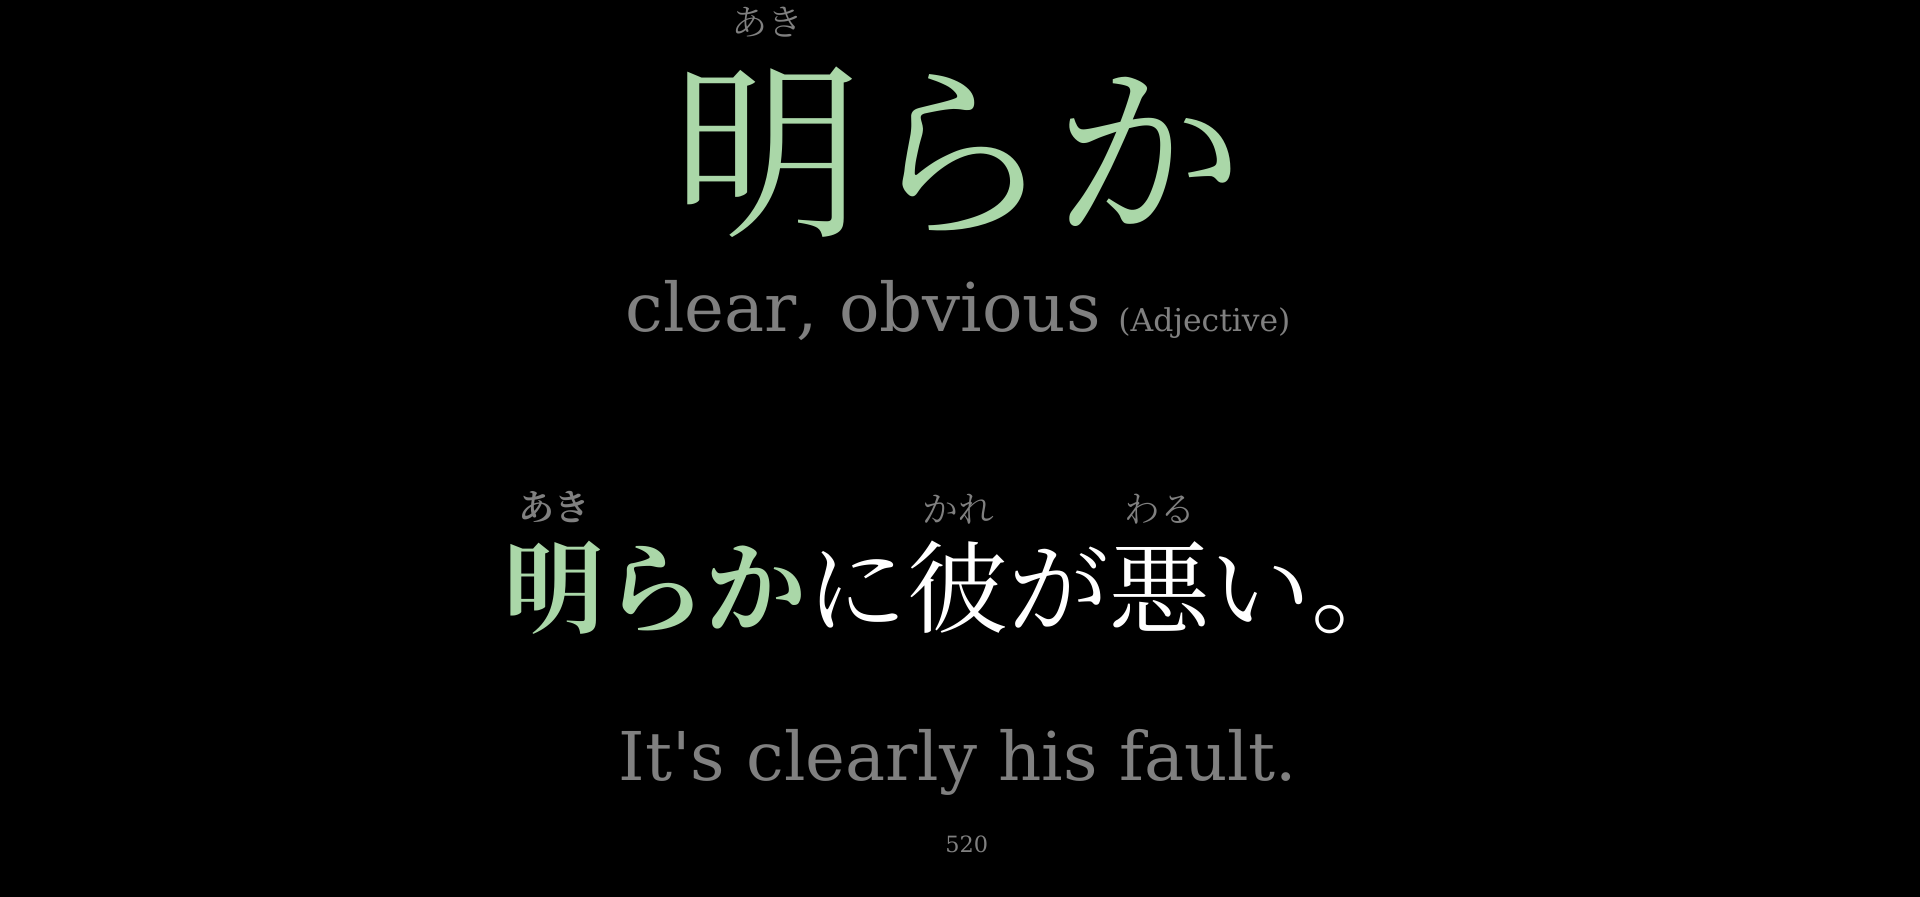 あき
明らか
clear, obvious (Adjective)
あき かれ わる
明らかに彼が悪い。
It's clearly his fault.
520